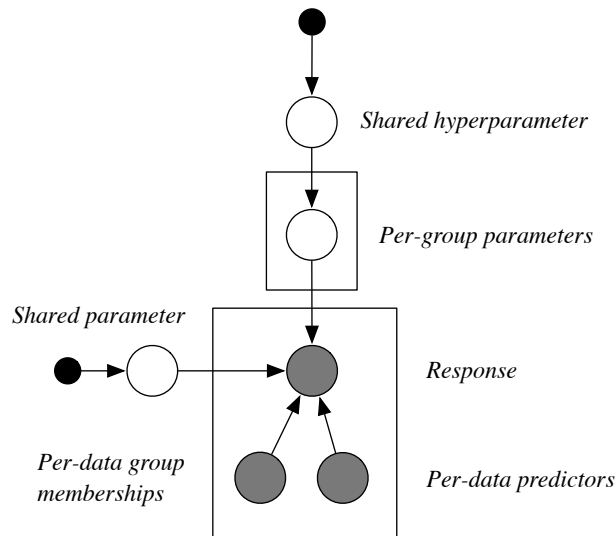 Shared hyperparameter
Per-group parameters
Shared parameter
Response
Per-data group
memberships
Per-data predictors